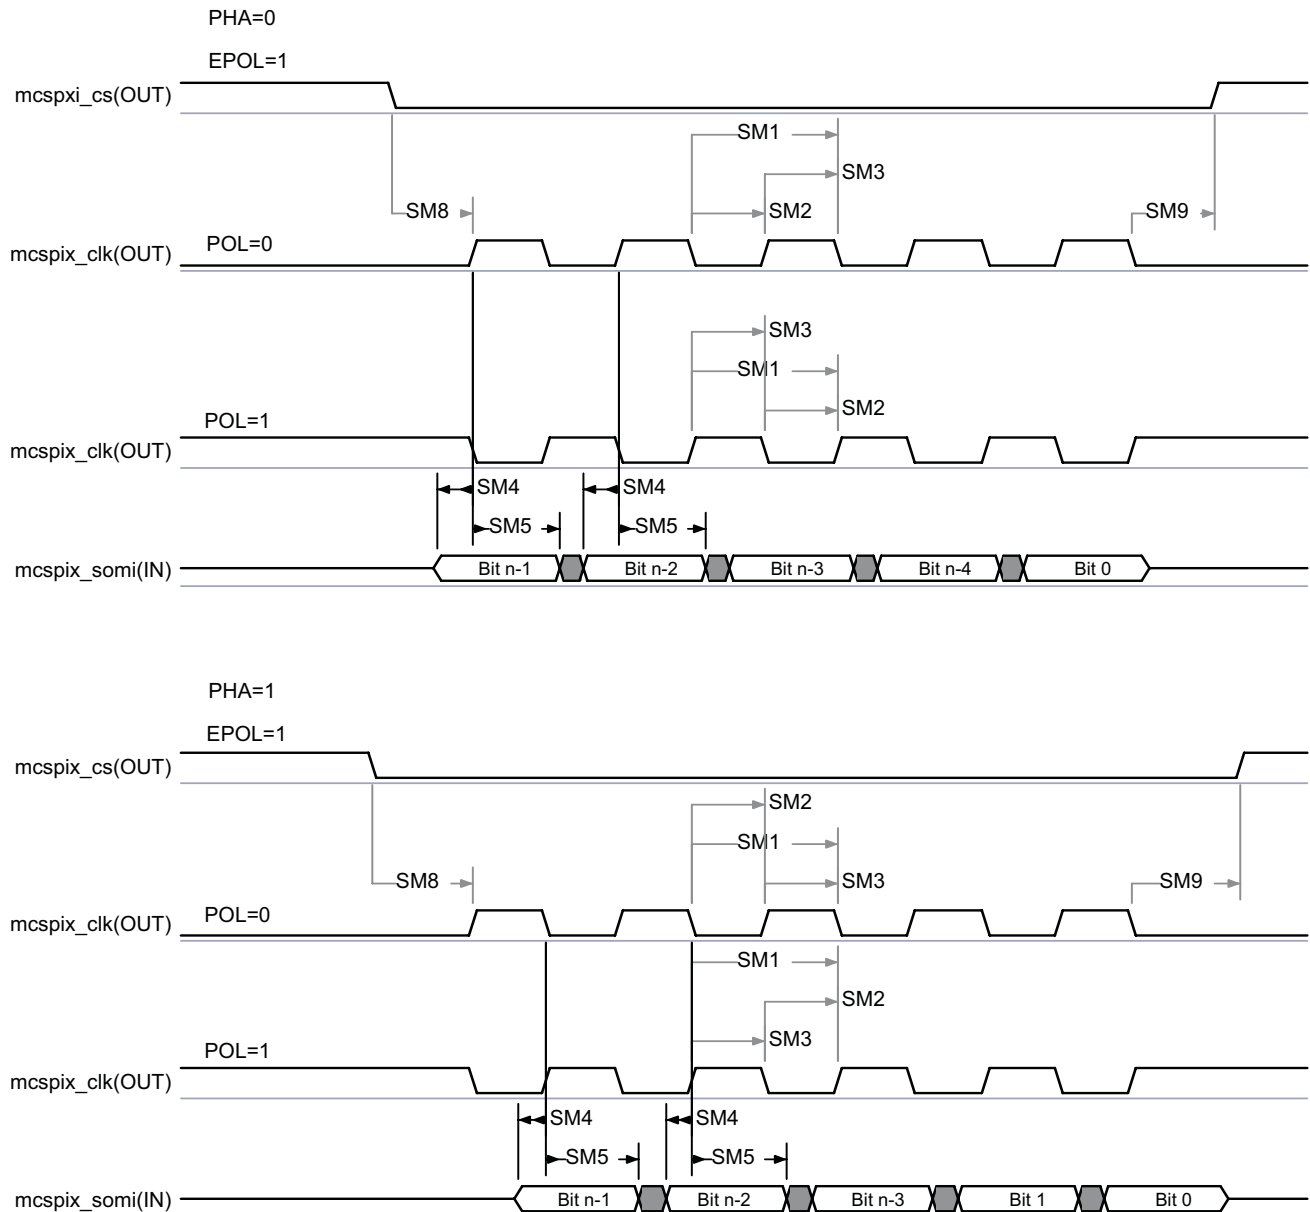 PHA=0
EPOL=1
mcspxi_cs(OUT)
SM1
SM3
SM8
SM2
SM9
POL=0
mcspix_clk(OUT)
SM3
SM1
SM2
POL=1
mcspix_clk(OUT)
SM4
SM4
SM5
SM5
mcspix_somi(IN)
Bit n-1
Bit n-2
Bit n-3
Bit n-4
Bit 0
PHA=1
EPOL=1
mcspix_cs(OUT)
SM2
SM1
SM8
SM3
SM9
POL=0
mcspix_clk(OUT)
SM1
SM2
SM3
POL=1
mcspix_clk(OUT)
SM4
SM4
SM5
SM5
mcspix_somi(IN)
Bit n-1
Bit n-2
Bit n-3
Bit 1
Bit 0